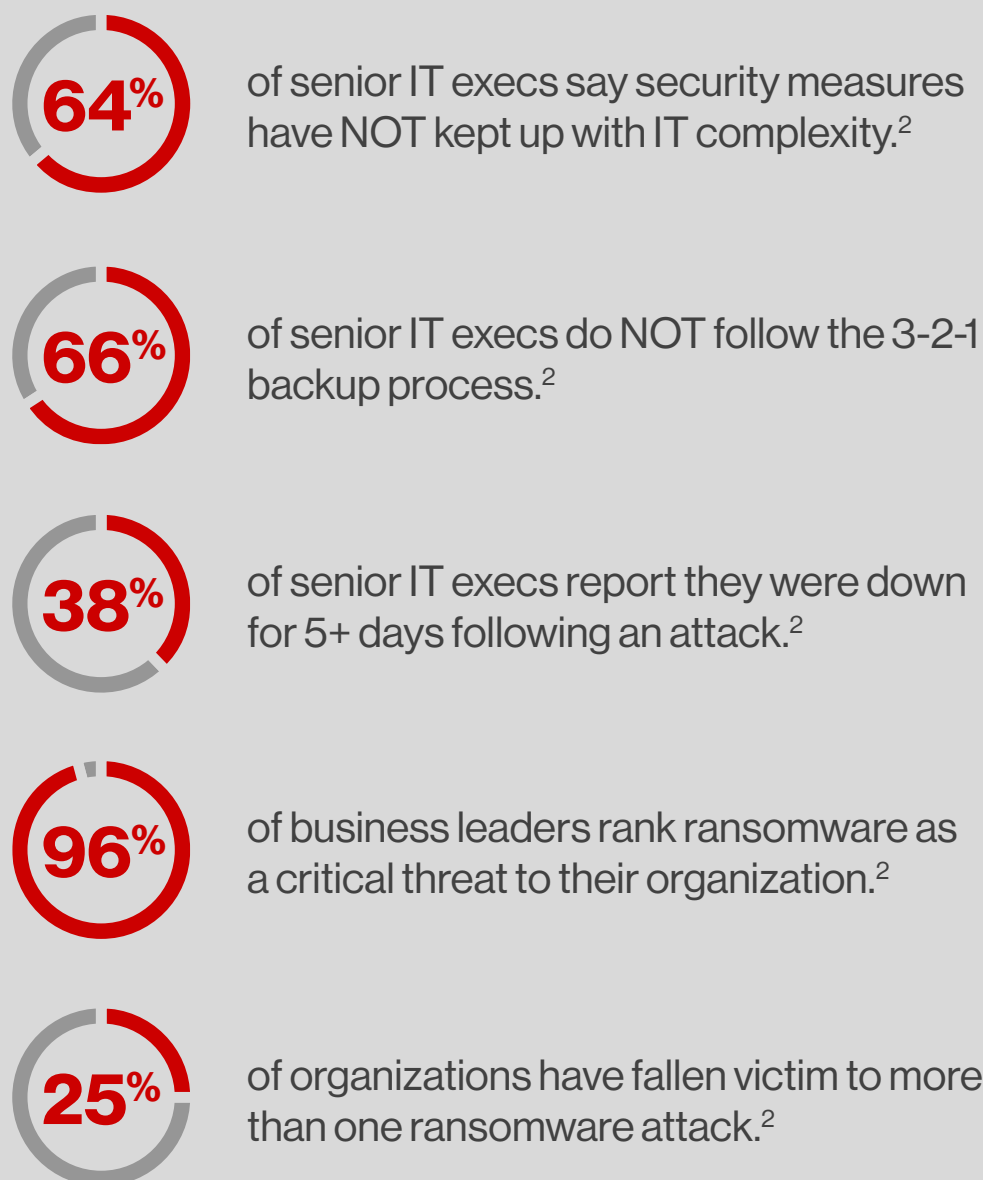 64%
of senior IT execs say security measures
have NOT kept up with IT complexity.²
66%
of senior IT execs do NOT follow the 3-2-1
backup process.²
38%
of senior IT execs report they were down
for 5+ days following an attack.²
96%
of business leaders rank ransomware as
a critical threat to their organization.²
25%
of organizations have fallen victim to more
than one ransomware attack.²